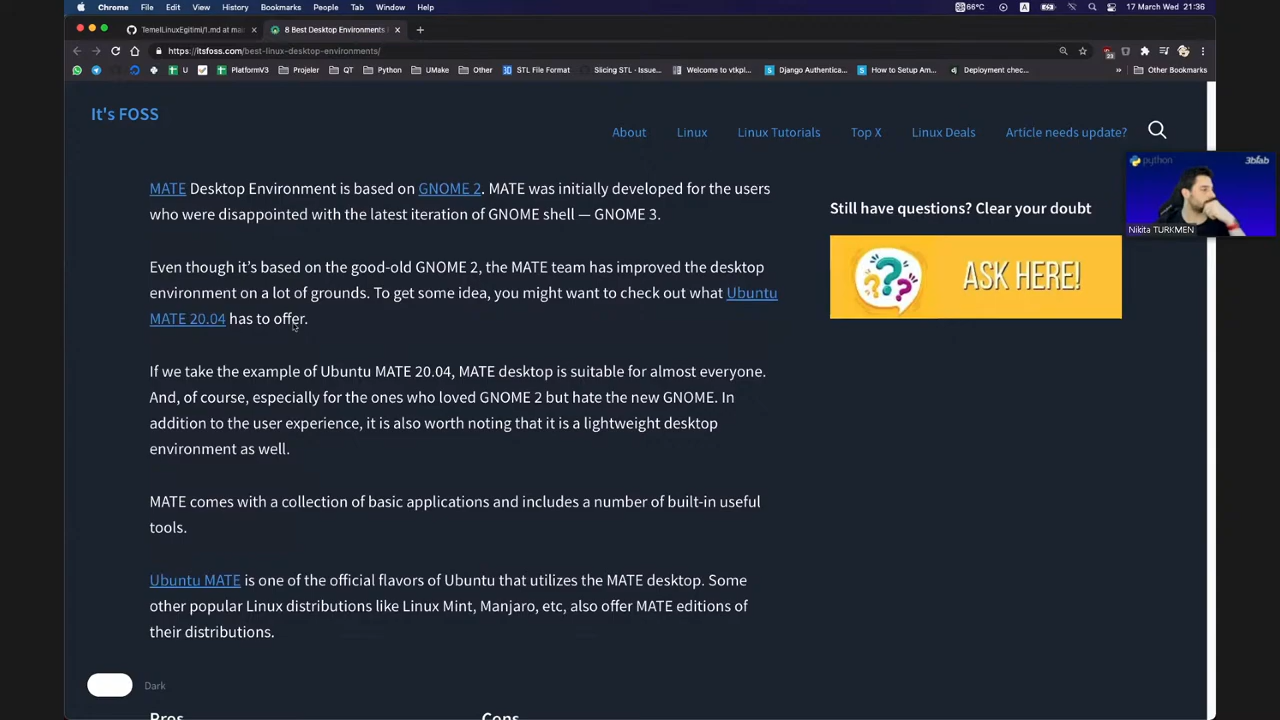 Chrome File Edit View History Bookmarks People Tab Window Help
66°C
17 March Wed 21:36
TemelLinuxEgitimi/1.md at ma
8 Best Desktop Environments
https://itsfoss.com/best-linux-desktop-environments/
U PlatformV3 Projeler QT Python UMake Other STL File Format Slicing STL - Issue... Welcome to vtkpl... Django Authentica... How to Setup Am... Deployment chec... » Other Bookmarks
It's FOSS
About Linux Linux Tutorials Top X Linux Deals Article needs update?
python 3bfab
Nikita TURKMEN
MATE Desktop Environment is based on GNOME 2. MATE was initially developed for the users
who were disappointed with the latest iteration of GNOME shell — GNOME 3.
Even though it's based on the good-old GNOME 2, the MATE team has improved the desktop
environment on a lot of grounds. To get some idea, you might want to check out what Ubuntu
MATE 20.04 has to offer.
If we take the example of Ubuntu MATE 20.04, MATE desktop is suitable for almost everyone.
And, of course, especially for the ones who loved GNOME 2 but hate the new GNOME. In
addition to the user experience, it is also worth noting that it is a lightweight desktop
environment as well.
MATE comes with a collection of basic applications and includes a number of built-in useful
tools.
Ubuntu MATE is one of the official flavors of Ubuntu that utilizes the MATE desktop. Some
other popular Linux distributions like Linux Mint, Manjaro, etc, also offer MATE editions of
their distributions.
Still have questions? Clear your doubt
ASK HERE!
Dark
Pros Cons